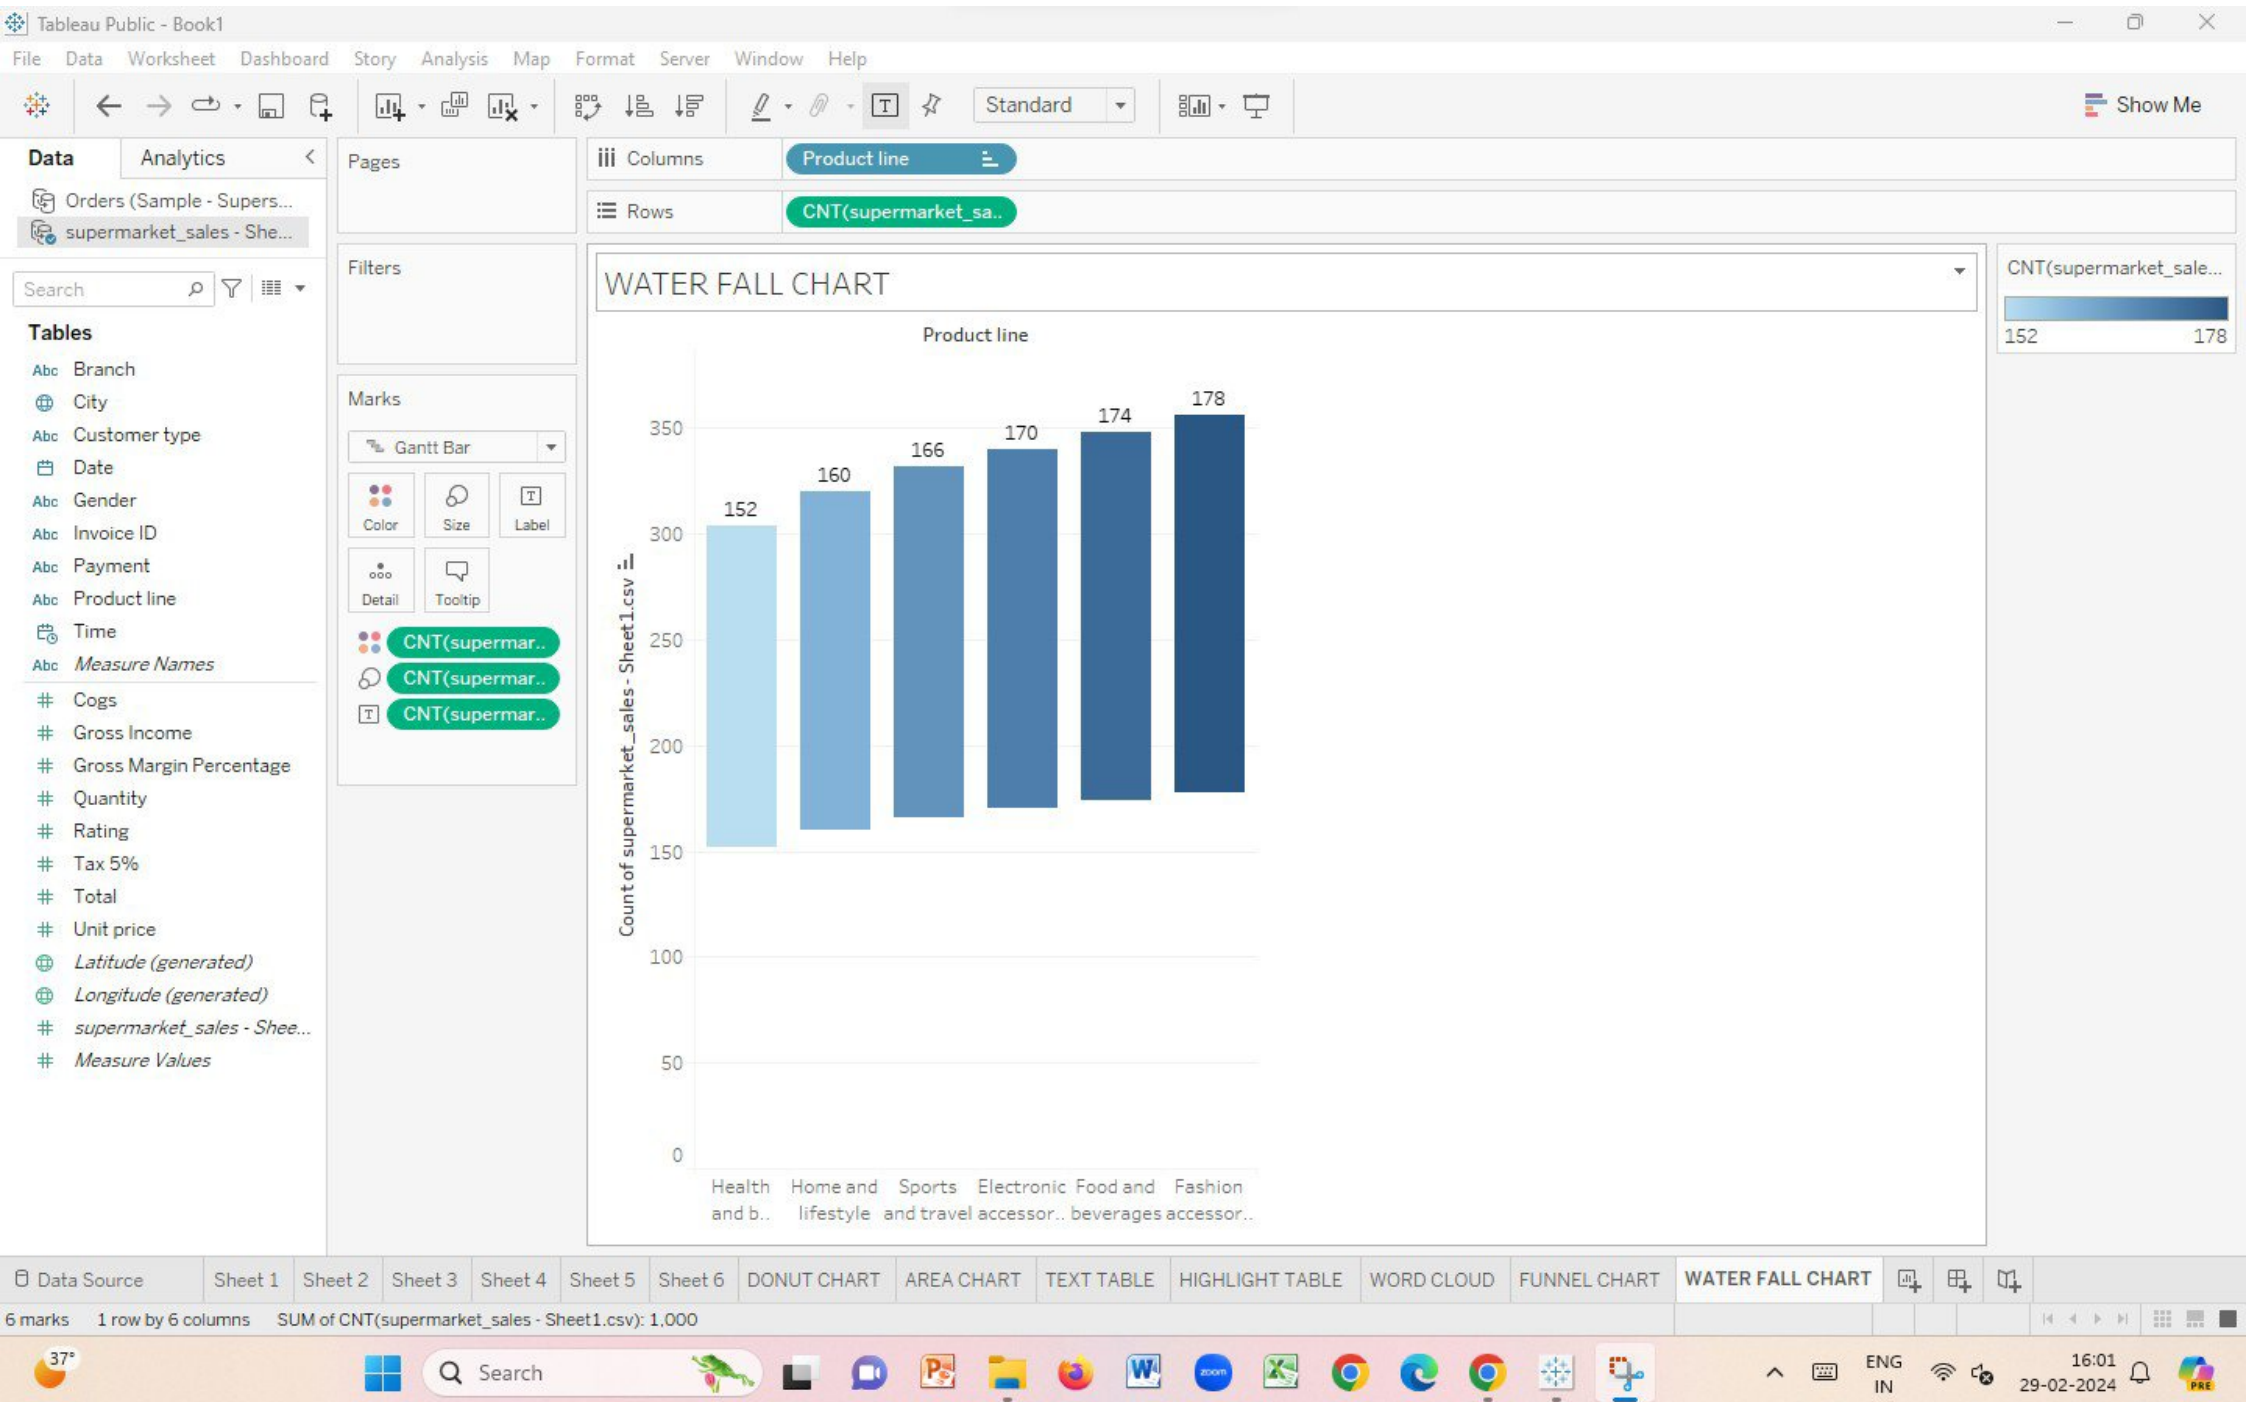 Tableau Public - Book1
File Data Worksheet Dashboard Story Analysis Map Format Server Window Help
Standard
Show Me
Data Analytics
Orders (Sample - Supers...
supermarket_sales - She...
Search
Tables
Abc Branch
City
Abc Customer type
Date
Abc Gender
Abc Invoice ID
Abc Payment
Abc Product line
Time
Abc Measure Names
# Cogs
# Gross Income
# Gross Margin Percentage
# Quantity
# Rating
# Tax 5%
# Total
# Unit price
Latitude (generated)
Longitude (generated)
# supermarket_sales - Shee...
# Measure Values
Pages
Filters
Marks
Gantt Bar
Color Size Label
Detail Tooltip
CNT(supermar..
CNT(supermar..
CNT(supermar..
Columns Product line
Rows CNT(supermarket_sa..
WATER FALL CHART
Product line
Count of supermarket_sales - Sheet1.csv
350
300
250
200
150
100
50
0
152 160 166 170 174 178
Health and b..
Home and lifestyle
Sports and travel
Electronic accessor..
Food and beverages
Fashion accessor..
CNT(supermarket_sale...
152 178
Data Source Sheet 1 Sheet 2 Sheet 3 Sheet 4 Sheet 5 Sheet 6 DONUT CHART AREA CHART TEXT TABLE HIGHLIGHT TABLE WORD CLOUD FUNNEL CHART WATER FALL CHART
6 marks 1 row by 6 columns SUM of CNT(supermarket_sales - Sheet1.csv): 1,000
37°
Search
zoom
ENG
IN
16:01
29-02-2024
PRE